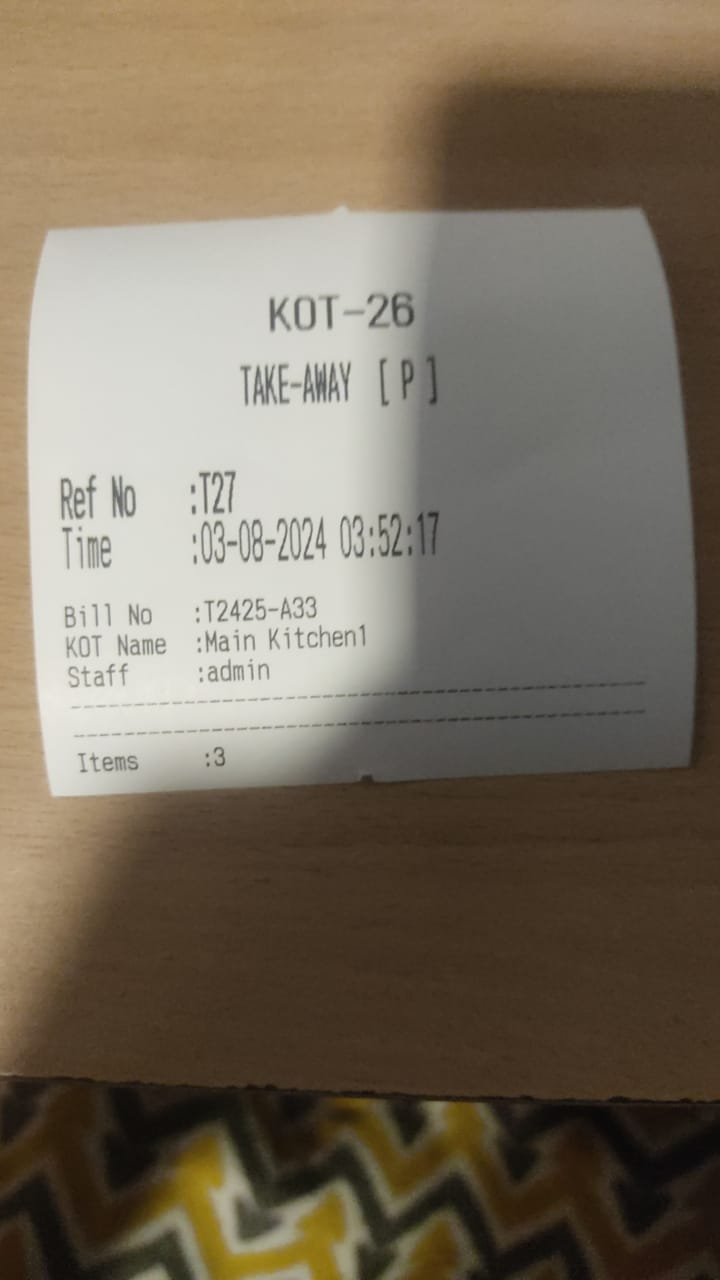 KOT-26
TAKE-AWAY [ P ]
Ref No :T27
Time :03-08-2024 03:52:17
Bill No :T2425-A33
KOT Name :Main Kitchen1
Staff :admin
Items :3